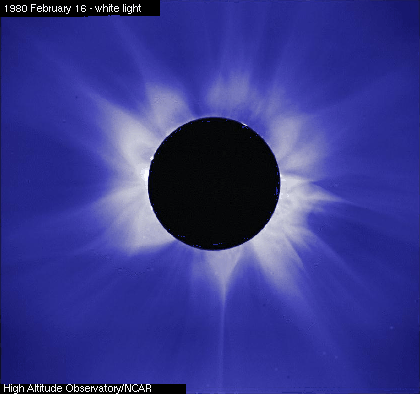 1980 February 16 - white light
High Altitude Observatory/NCAR